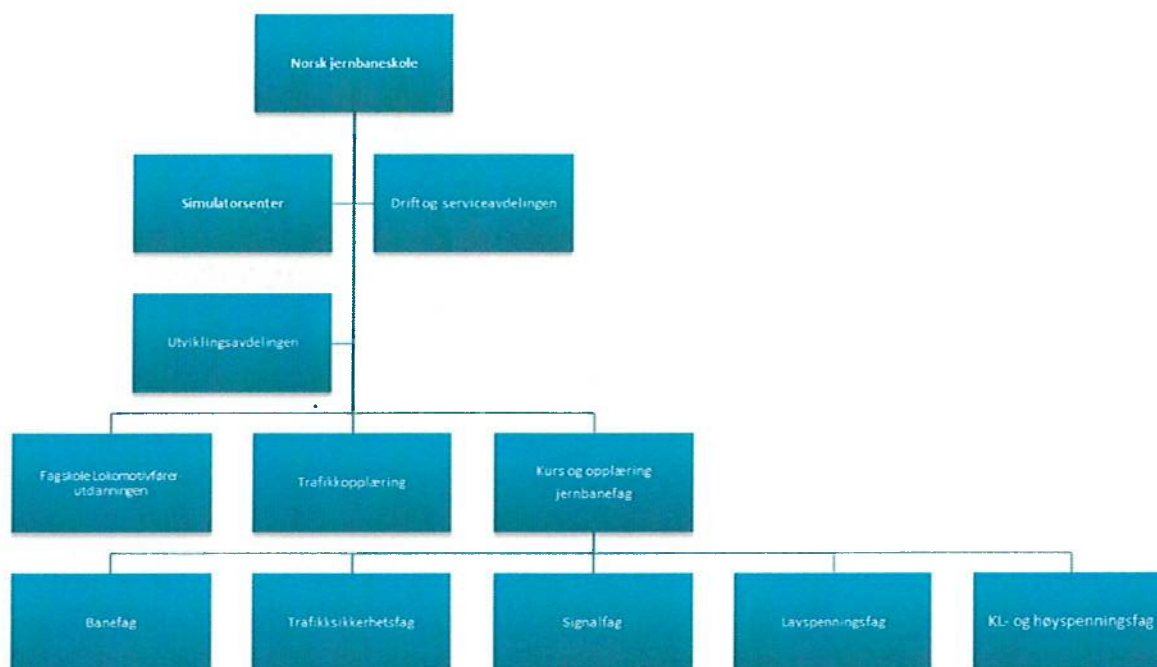 Norsk jernbaneskole
Simulatorsenter
Drift og serviceavdelingen
Utviklingsavdelingen
Fagskole Lokomotivfører-
utdanningen
Trafikkopplæring
Kurs og opplæring
jernbanefag
Banefag
Trafikksikkerhetsfag
Signalfag
Lavspenningsfag
KL- og høyspenningsfag